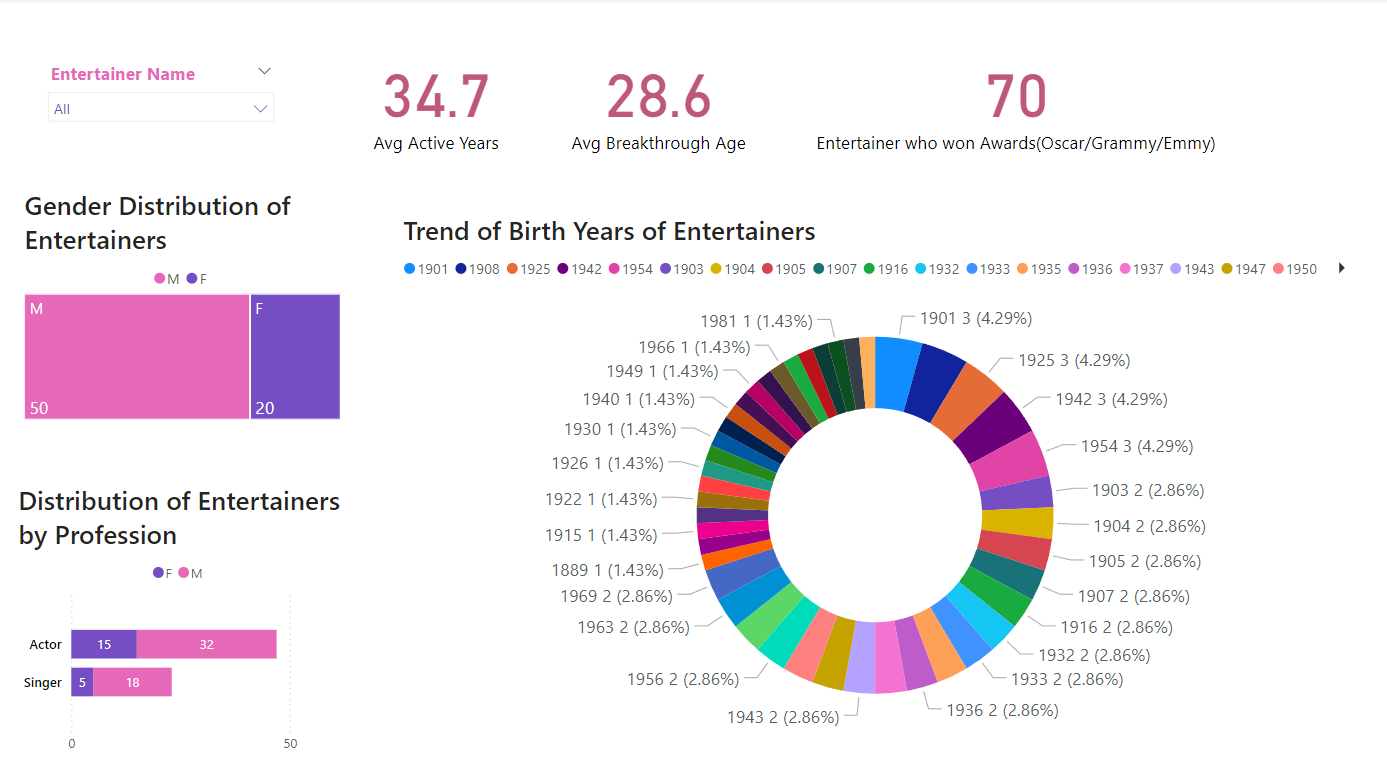 Entertainer Name
All
34.7
Avg Active Years
28.6
Avg Breakthrough Age
70
Entertainer who won Awards(Oscar/Grammy/Emmy)
Gender Distribution of
Entertainers
M F
M
F
50
20
Distribution of Entertainers
by Profession
F M
Actor
15
32
Singer
5
18
0
50
Trend of Birth Years of Entertainers
1901 1908 1925 1942 1954 1903 1904 1905 1907 1916 1932 1933 1935 1936 1937 1943 1947 1950
1901 3 (4.29%)
1925 3 (4.29%)
1942 3 (4.29%)
1954 3 (4.29%)
1903 2 (2.86%)
1904 2 (2.86%)
1905 2 (2.86%)
1907 2 (2.86%)
1916 2 (2.86%)
1932 2 (2.86%)
1933 2 (2.86%)
1936 2 (2.86%)
1943 2 (2.86%)
1956 2 (2.86%)
1963 2 (2.86%)
1969 2 (2.86%)
1889 1 (1.43%)
1915 1 (1.43%)
1922 1 (1.43%)
1926 1 (1.43%)
1930 1 (1.43%)
1940 1 (1.43%)
1949 1 (1.43%)
1966 1 (1.43%)
1981 1 (1.43%)